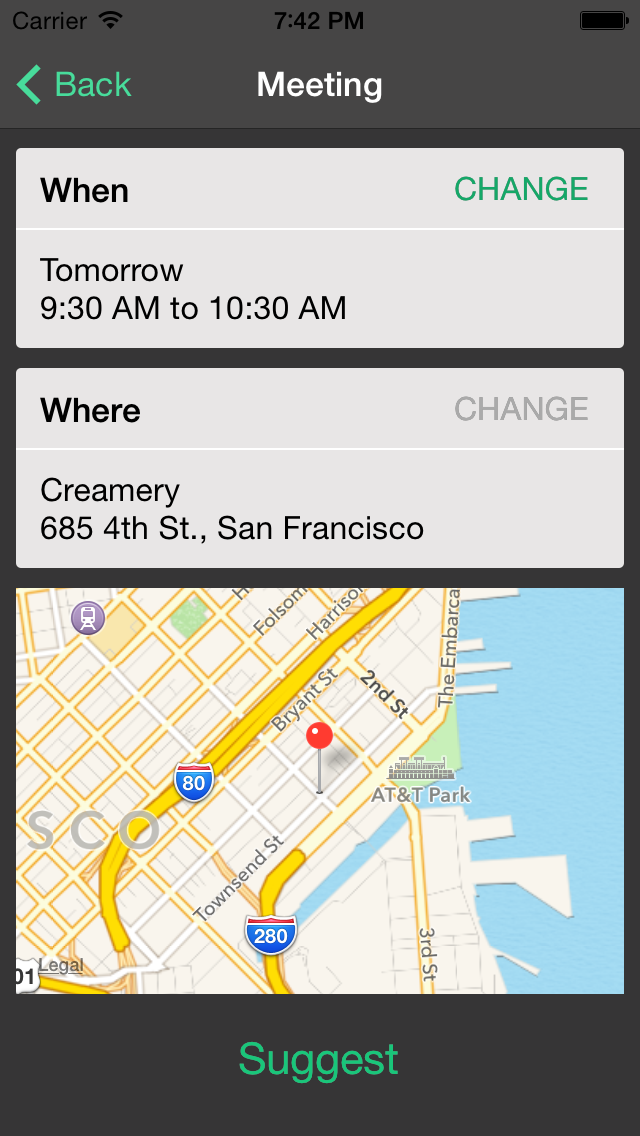 Carrier 7:42 PM
Back Meeting
When CHANGE
Tomorrow
9:30 AM to 10:30 AM
Where CHANGE
Creamery
685 4th St., San Francisco
H
Folsom
Harrison
The Embarca
Bryant St
2nd St
80
AT&T Park
SCO
Townsend St
280
3rd St
Legal
01
Suggest